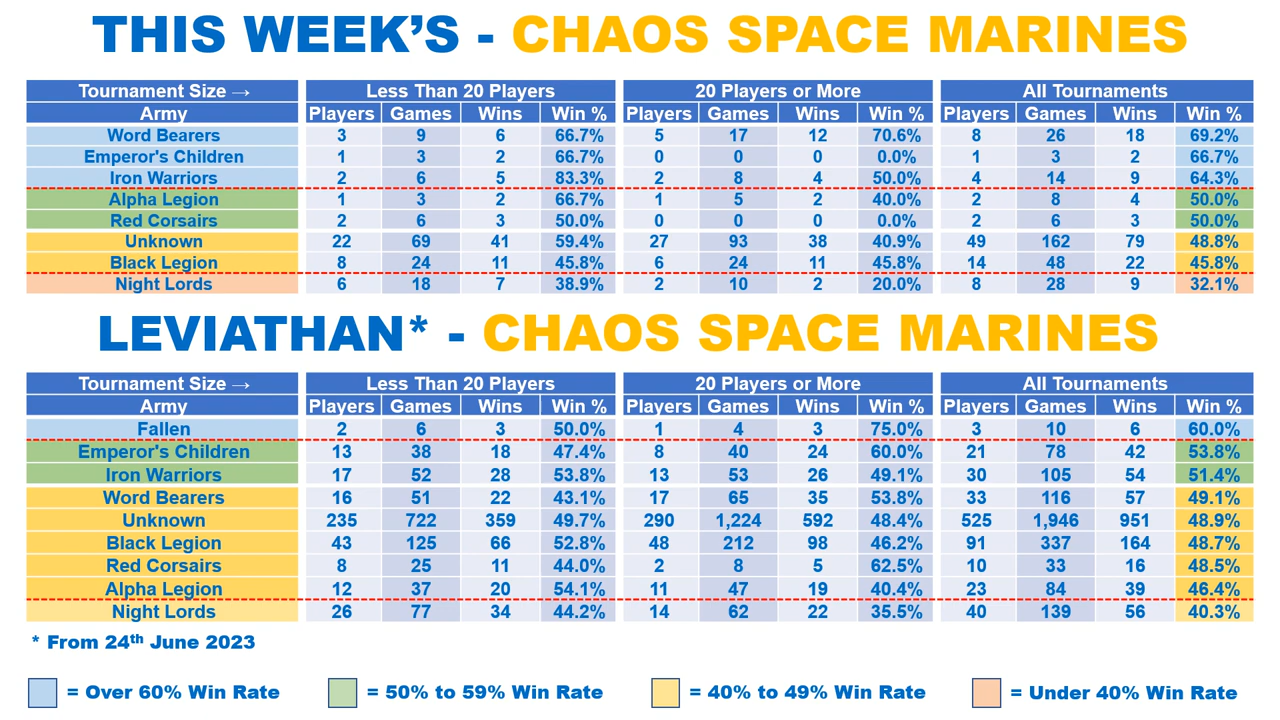 THIS WEEK'S - CHAOS SPACE MARINES
Tournament Size → Less Than 20 Players 20 Players or More All Tournaments
Army Players Games Wins Win % Players Games Wins Win % Players Games Wins Win %
Word Bearers 3 9 6 66.7% 5 17 12 70.6% 8 26 18 69.2%
Emperor's Children 1 3 2 66.7% 0 0 0 0.0% 1 3 2 66.7%
Iron Warriors 2 6 5 83.3% 2 8 4 50.0% 4 14 9 64.3%
Alpha Legion 1 3 2 66.7% 1 5 2 40.0% 2 8 4 50.0%
Red Corsairs 2 6 3 50.0% 0 0 0 0.0% 2 6 3 50.0%
Unknown 22 69 41 59.4% 27 93 38 40.9% 49 162 79 48.8%
Black Legion 8 24 11 45.8% 6 24 11 45.8% 14 48 22 45.8%
Night Lords 6 18 7 38.9% 2 10 2 20.0% 8 28 9 32.1%
LEVIATHAN* - CHAOS SPACE MARINES
Tournament Size → Less Than 20 Players 20 Players or More All Tournaments
Army Players Games Wins Win % Players Games Wins Win % Players Games Wins Win %
Fallen 2 6 3 50.0% 1 4 3 75.0% 3 10 6 60.0%
Emperor's Children 13 38 18 47.4% 8 40 24 60.0% 21 78 42 53.8%
Iron Warriors 17 52 28 53.8% 13 53 26 49.1% 30 105 54 51.4%
Word Bearers 16 51 22 43.1% 17 65 35 53.8% 33 116 57 49.1%
Unknown 235 722 359 49.7% 290 1,224 592 48.4% 525 1,946 951 48.9%
Black Legion 43 125 66 52.8% 48 212 98 46.2% 91 337 164 48.7%
Red Corsairs 8 25 11 44.0% 2 8 5 62.5% 10 33 16 48.5%
Alpha Legion 12 37 20 54.1% 11 47 19 40.4% 23 84 39 46.4%
Night Lords 26 77 34 44.2% 14 62 22 35.5% 40 139 56 40.3%
* From 24th June 2023
= Over 60% Win Rate = 50% to 59% Win Rate = 40% to 49% Win Rate = Under 40% Win Rate